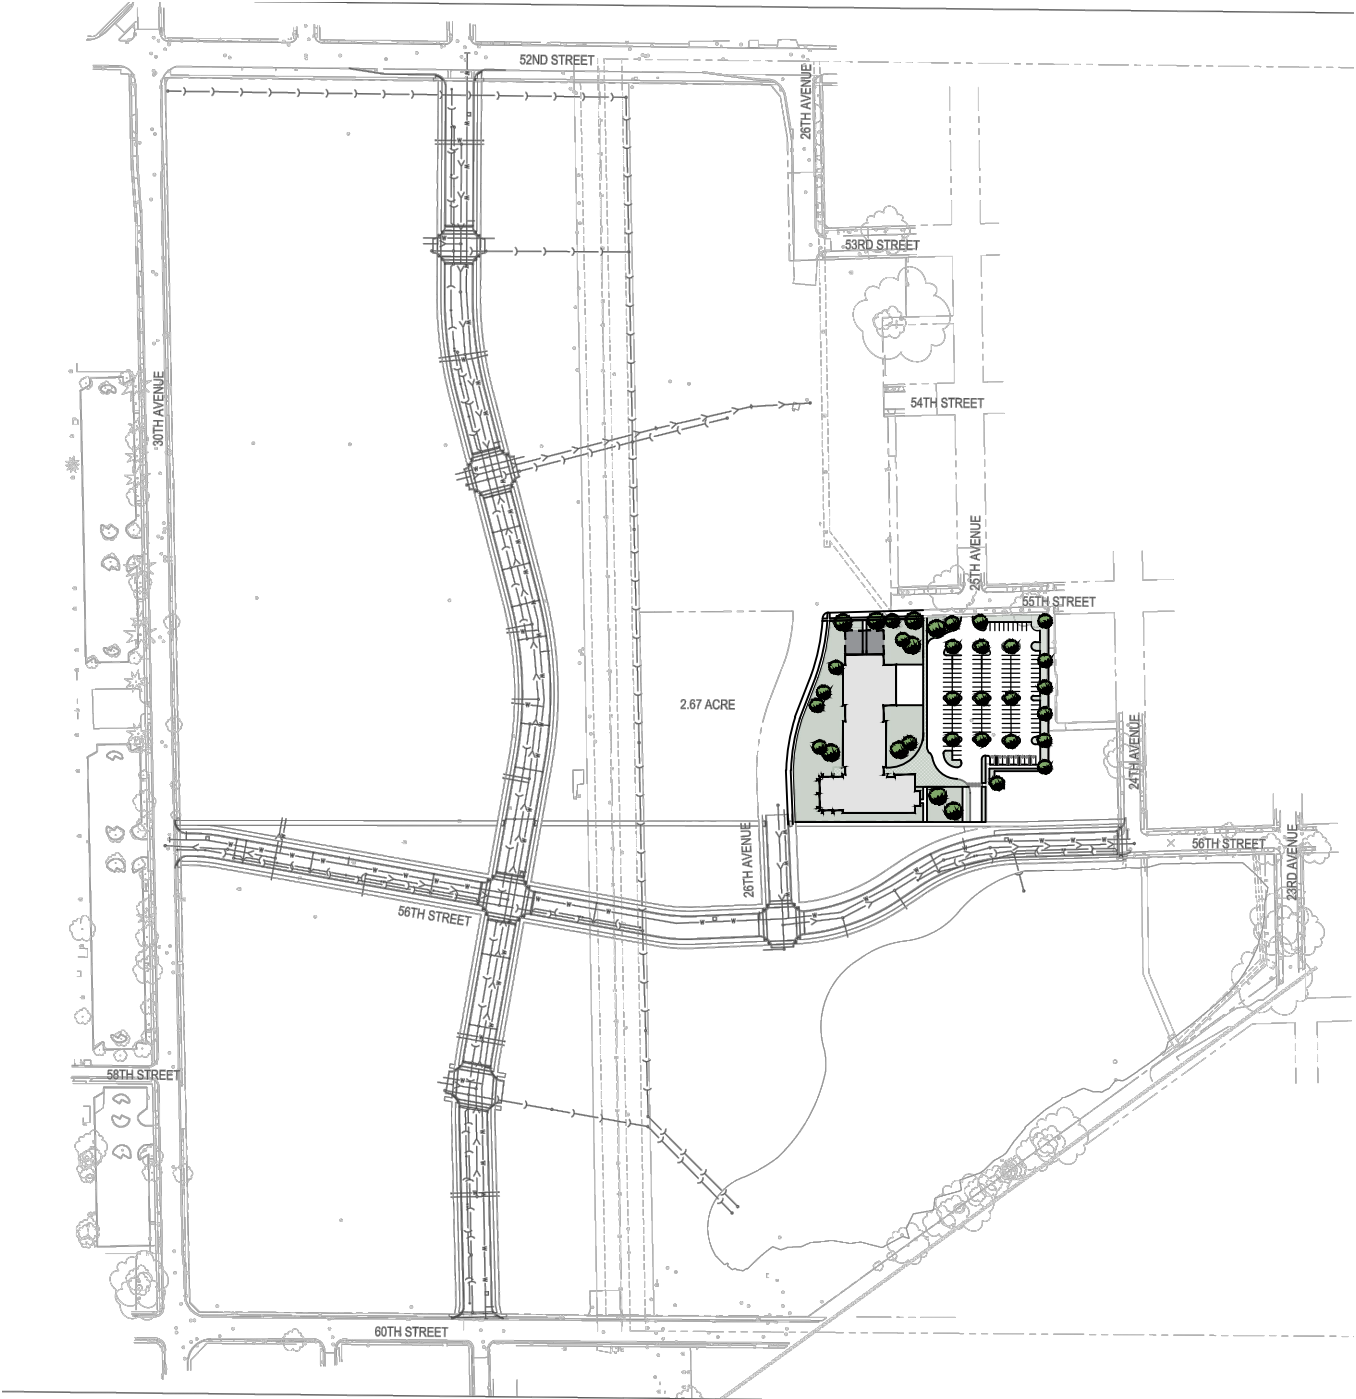 52ND STREET
26TH AVENUE
53RD STREET
30TH AVENUE
54TH STREET
25TH AVENUE
55TH STREET
2.67 ACRE
24TH AVENUE
26TH AVENUE
56TH STREET
23RD AVENUE
56TH STREET
58TH STREET
60TH STREET